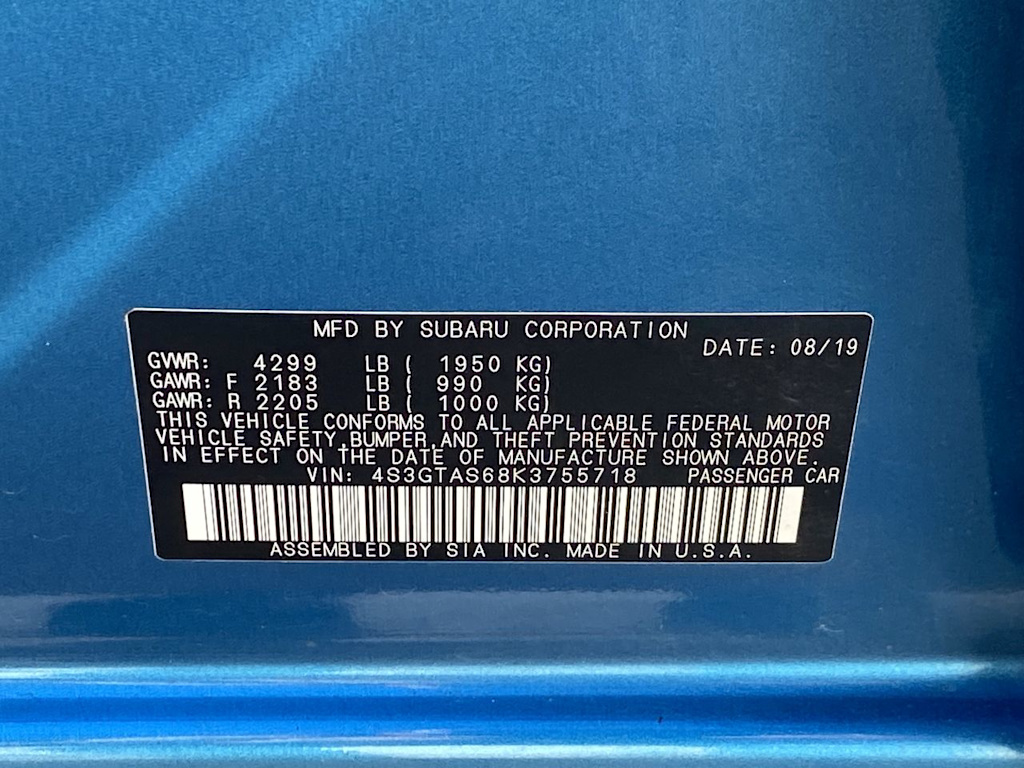 MFD BY SUBARU CORPORATION
DATE: 08/19
GVWR: 4299 LB ( 1950 KG)
GAWR: F 2183 LB ( 990 KG)
GAWR: R 2205 LB ( 1000 KG)
THIS VEHICLE CONFORMS TO ALL APPLICABLE FEDERAL MOTOR
VEHICLE SAFETY,BUMPER,AND THEFT PREVENTION STANDARDS
IN EFFECT ON THE DATE OF MANUFACTURE SHOWN ABOVE.
VIN: 4S3GTAS68K3755718 PASSENGER CAR
ASSEMBLED BY SIA INC. MADE IN U.S.A.